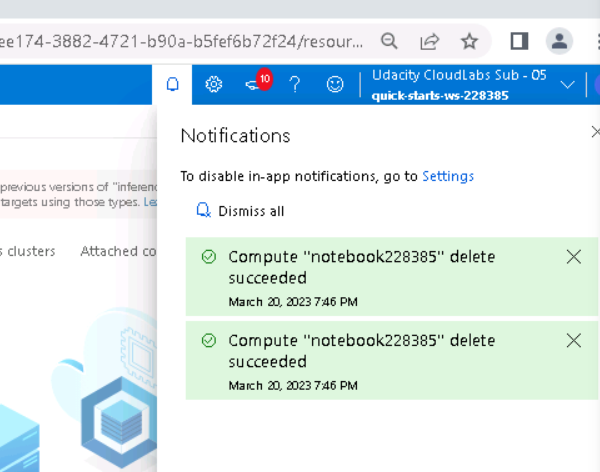 ee174-3882-4721-b90a-b5fef6b72f24/resour...
10
Udacity CloudLabs Sub - 05
quick-starts-ws-228385
Notifications
To disable in-app notifications, go to Settings
previous versions of "inferenc
targets using those types. Le
Dismiss all
s clusters Attached co
Compute "notebook228385" delete
succeeded
March 20, 2023 7:46 PM
Compute "notebook228385" delete
succeeded
March 20, 2023 7:46 PM